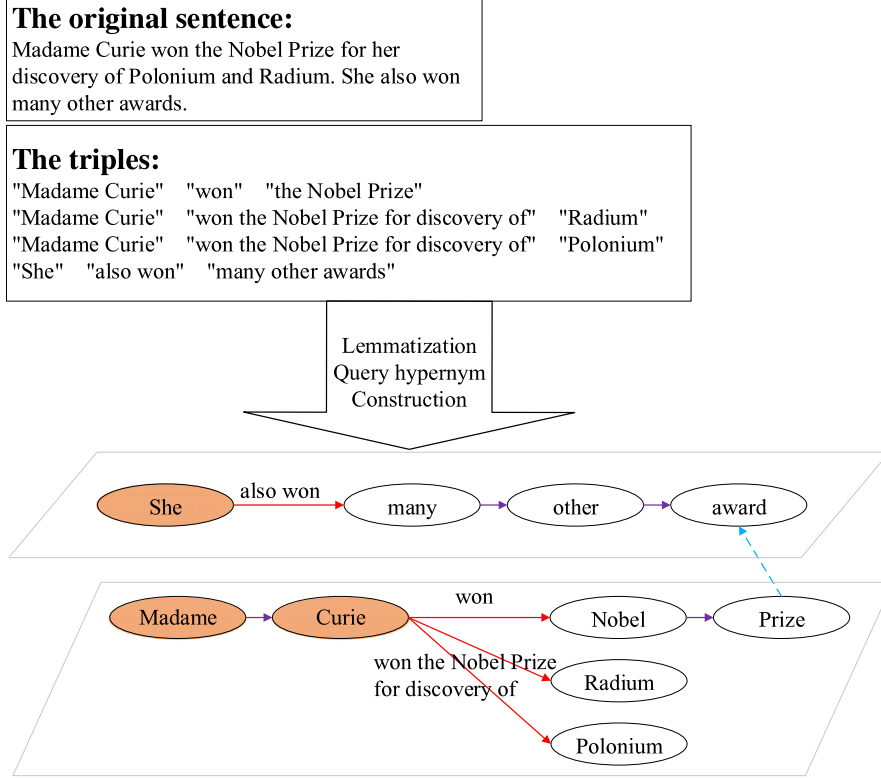 The original sentence:
Madame Curie won the Nobel Prize for her
discovery of Polonium and Radium. She also won
many other awards.
The triples:
"Madame Curie" "won" "the Nobel Prize"
"Madame Curie" "won the Nobel Prize for discovery of" "Radium"
"Madame Curie" "won the Nobel Prize for discovery of" "Polonium"
"She" "also won" "many other awards"
Lemmatization
Query hypernym
Construction
She
also won
many
other
award
Madame
Curie
won
Nobel
Prize
won the Nobel Prize
for discovery of
Radium
Polonium